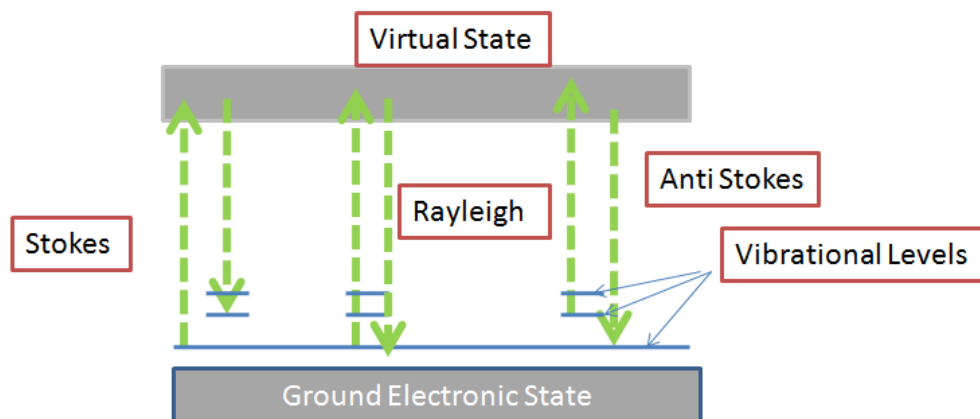 Virtual State
Anti Stokes
Rayleigh
Stokes
Vibrational Levels
Ground Electronic State